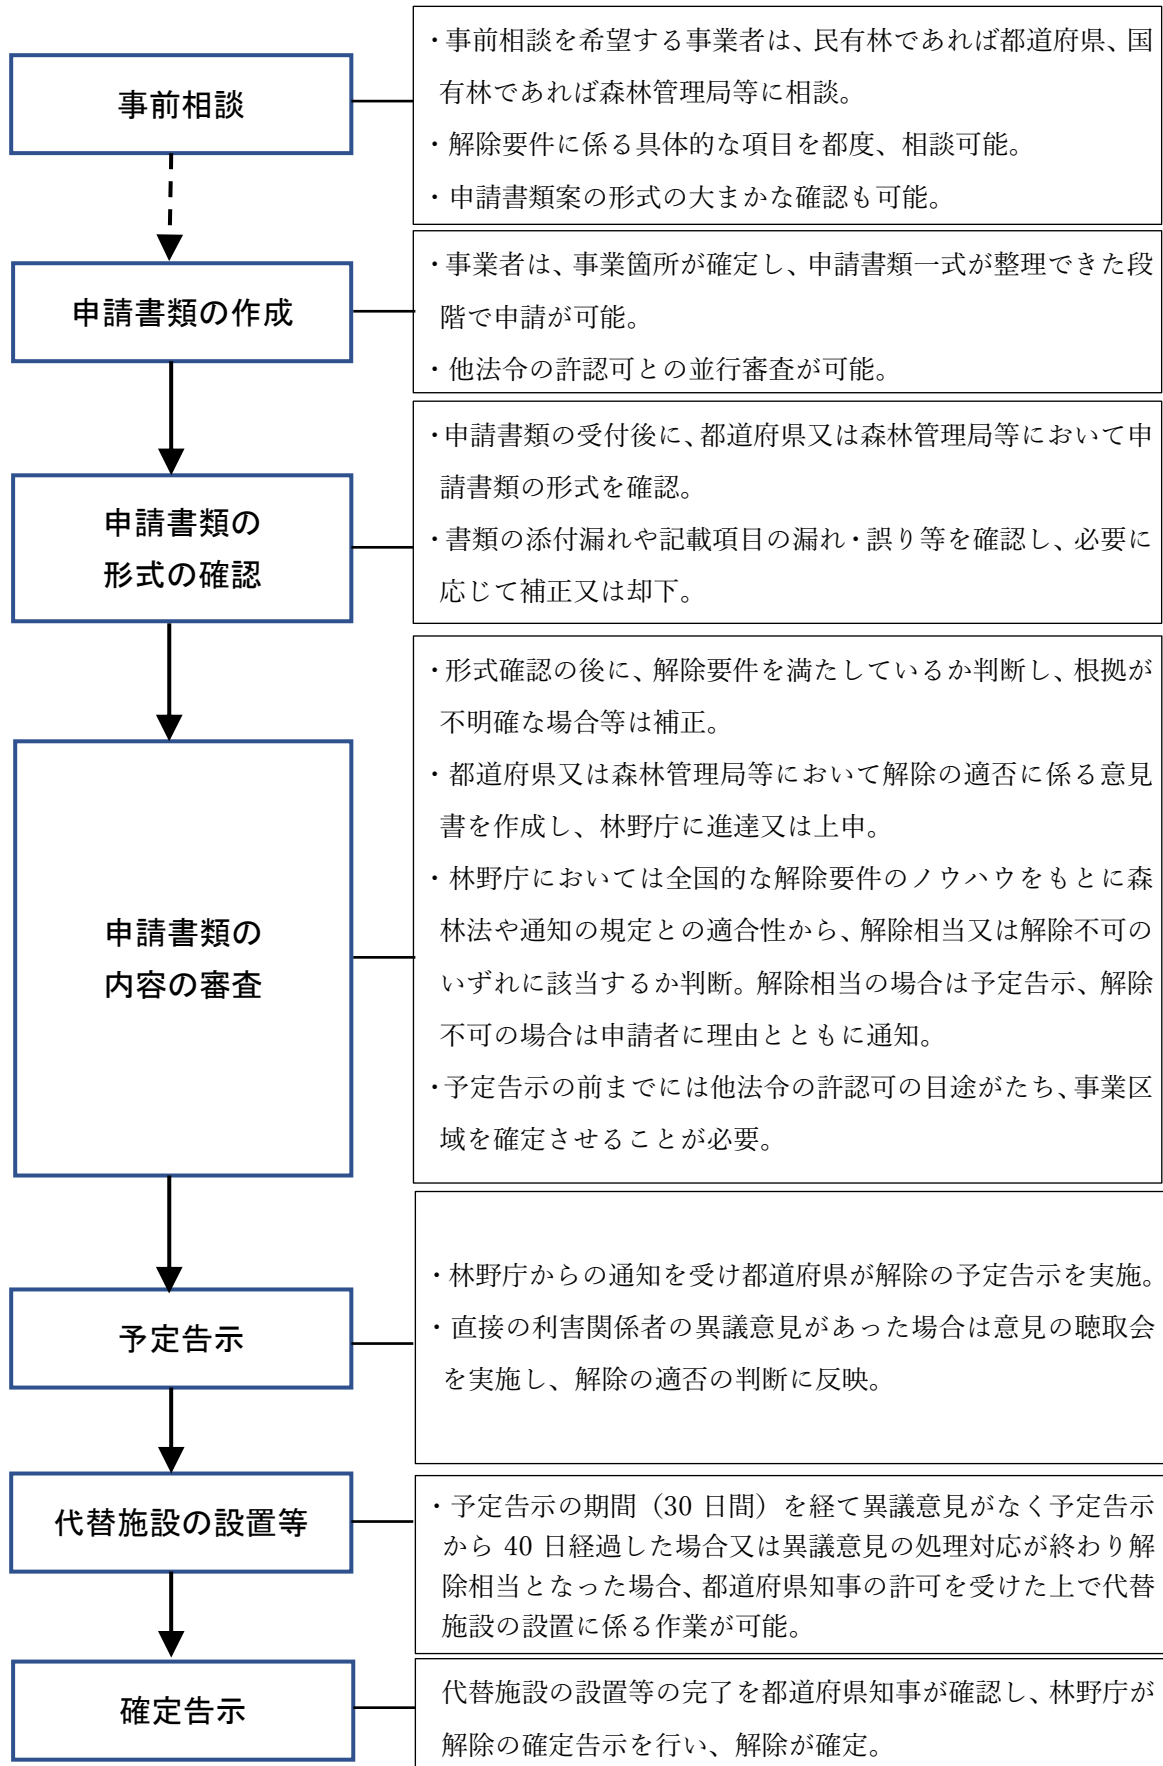 事前相談
・事前相談を希望する事業者は、民有林であれば都道府県、国
有林であれば森林管理局等に相談。
・解除要件に係る具体的な項目を都度、相談可能。
・申請書類案の形式の大まかな確認も可能。
申請書類の作成
・事業者は、事業箇所が確定し、申請書類一式が整理できた段
階で申請が可能。
・他法令の許認可との並行審査が可能。
申請書類の
形式の確認
・申請書類の受付後に、都道府県又は森林管理局等において申
請書類の形式を確認。
・書類の添付漏れや記載項目の漏れ・誤り等を確認し、必要に
応じて補正又は却下。
申請書類の
内容の審査
・形式確認の後に、解除要件を満たしているか判断し、根拠が
不明確な場合等は補正。
・都道府県又は森林管理局等において解除の適否に係る意見
書を作成し、林野庁に進達又は上申。
・林野庁においては全国的な解除要件のノウハウをもとに森
林法や通知の規定との適合性から、解除相当又は解除不可の
いずれに該当するか判断。解除相当の場合は予定告示、解除
不可の場合は申請者に理由とともに通知。
・予定告示の前までには他法令の許認可の目途がたち、事業区
域を確定させることが必要。
予定告示
・林野庁からの通知を受け都道府県が解除の予定告示を実施。
・直接の利害関係者の異議意見があった場合は意見の聴取会
を実施し、解除の適否の判断に反映。
代替施設の設置等
・予定告示の期間（30 日間）を経て異議意見がなく予定告示
から 40 日経過した場合又は異議意見の処理対応が終わり解
除相当となった場合、都道府県知事の許可を受けた上で代替
施設の設置に係る作業が可能。
確定告示
代替施設の設置等の完了を都道府県知事が確認し、林野庁が
解除の確定告示を行い、解除が確定。